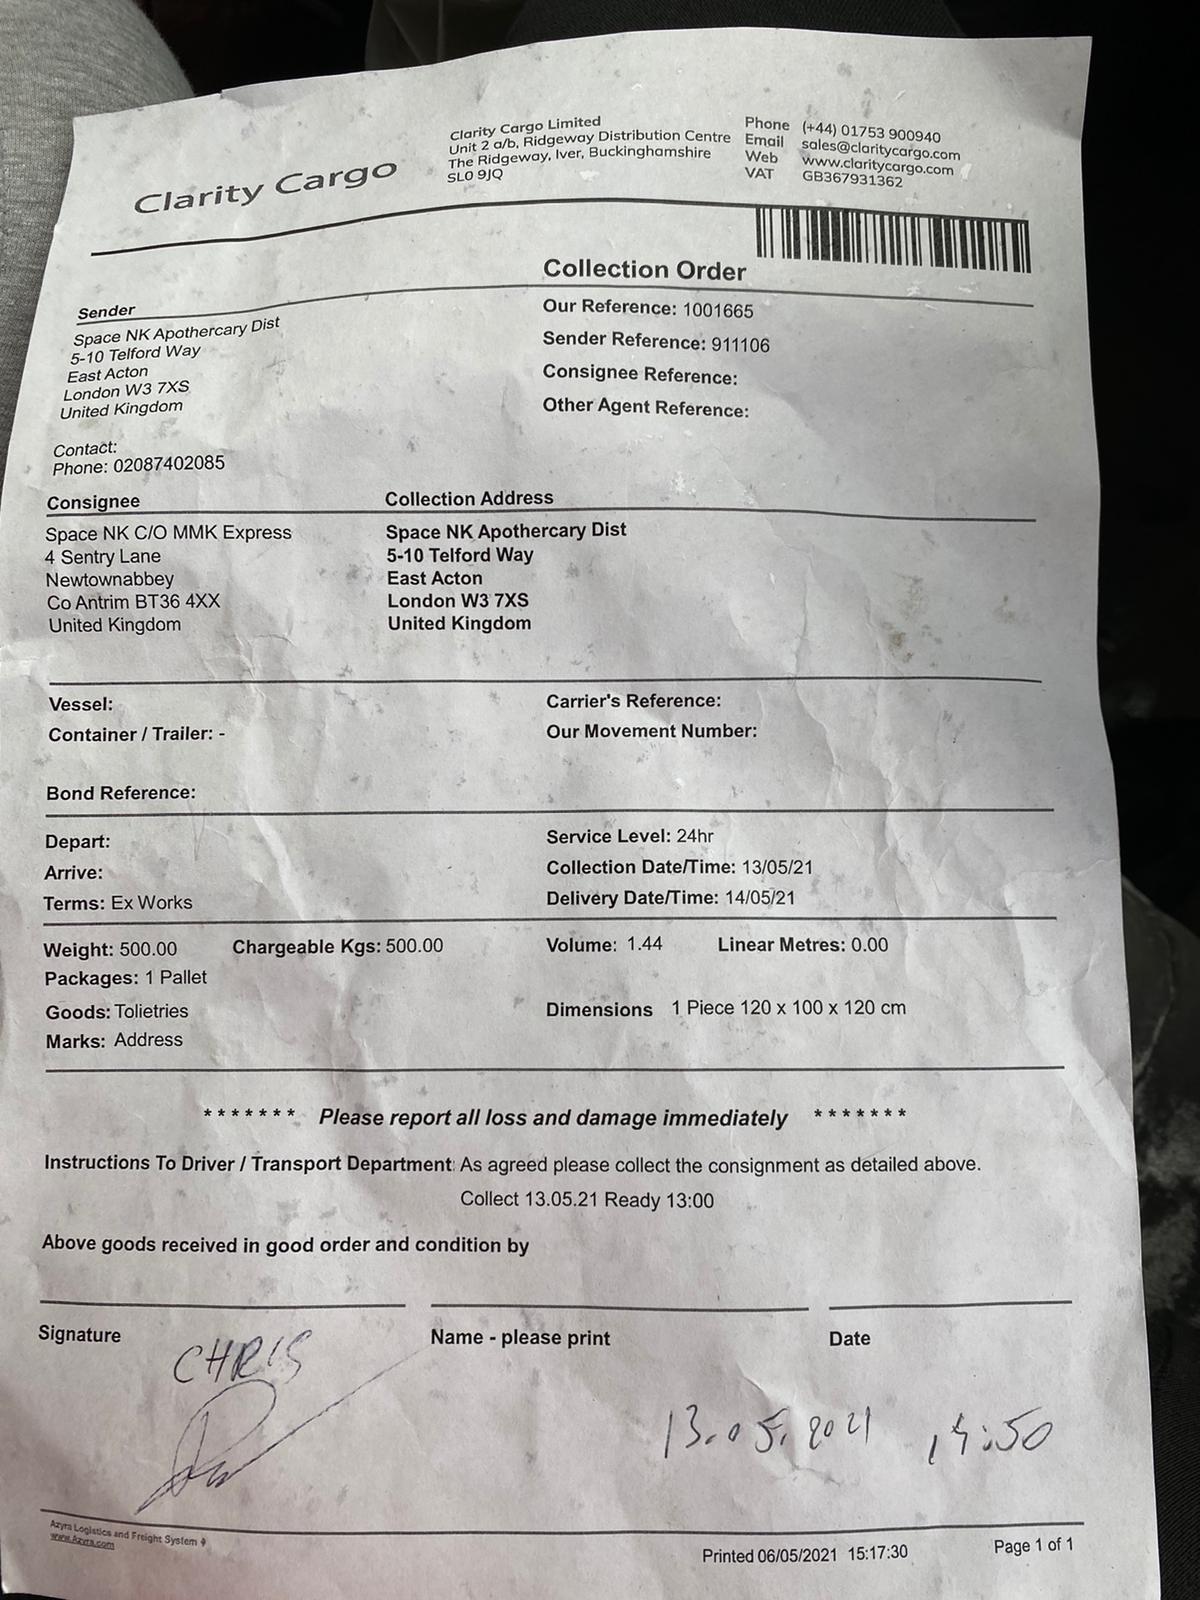 Clarity Cargo
Clarity Cargo Limited
Unit 2 a/b, Ridgeway Distribution Centre
The Ridgeway, Iver, Buckinghamshire
SL0 9JQ
Phone (+44) 01753 900940
Email sales@claritycargo.com
Web www.claritycargo.com
VAT GB367931362
Collection Order
Sender
Space NK Apothercary Dist
5-10 Telford Way
East Acton
London W3 7XS
United Kingdom
Contact:
Phone: 02087402085
Our Reference: 1001665
Sender Reference: 911106
Consignee Reference:
Other Agent Reference:
Consignee
Space NK C/O MMK Express
4 Sentry Lane
Newtownabbey
Co Antrim BT36 4XX
United Kingdom
Collection Address
Space NK Apothercary Dist
5-10 Telford Way
East Acton
London W3 7XS
United Kingdom
Vessel:
Container / Trailer: -
Carrier's Reference:
Our Movement Number:
Bond Reference:
Depart:
Arrive:
Terms: Ex Works
Service Level: 24hr
Collection Date/Time: 13/05/21
Delivery Date/Time: 14/05/21
Weight: 500.00 Chargeable Kgs: 500.00 Volume: 1.44 Linear Metres: 0.00
Packages: 1 Pallet
Goods: Tolietries Dimensions 1 Piece 120 x 100 x 120 cm
Marks: Address
******* Please report all loss and damage immediately *******
Instructions To Driver / Transport Department: As agreed please collect the consignment as detailed above.
Collect 13.05.21 Ready 13:00
Above goods received in good order and condition by
Signature Name - please print Date
CHRIS
13.05.2021
Azyra Logistics and Freight System
www.Azyra.com
Printed 06/05/2021 15:17:30 Page 1 of 1